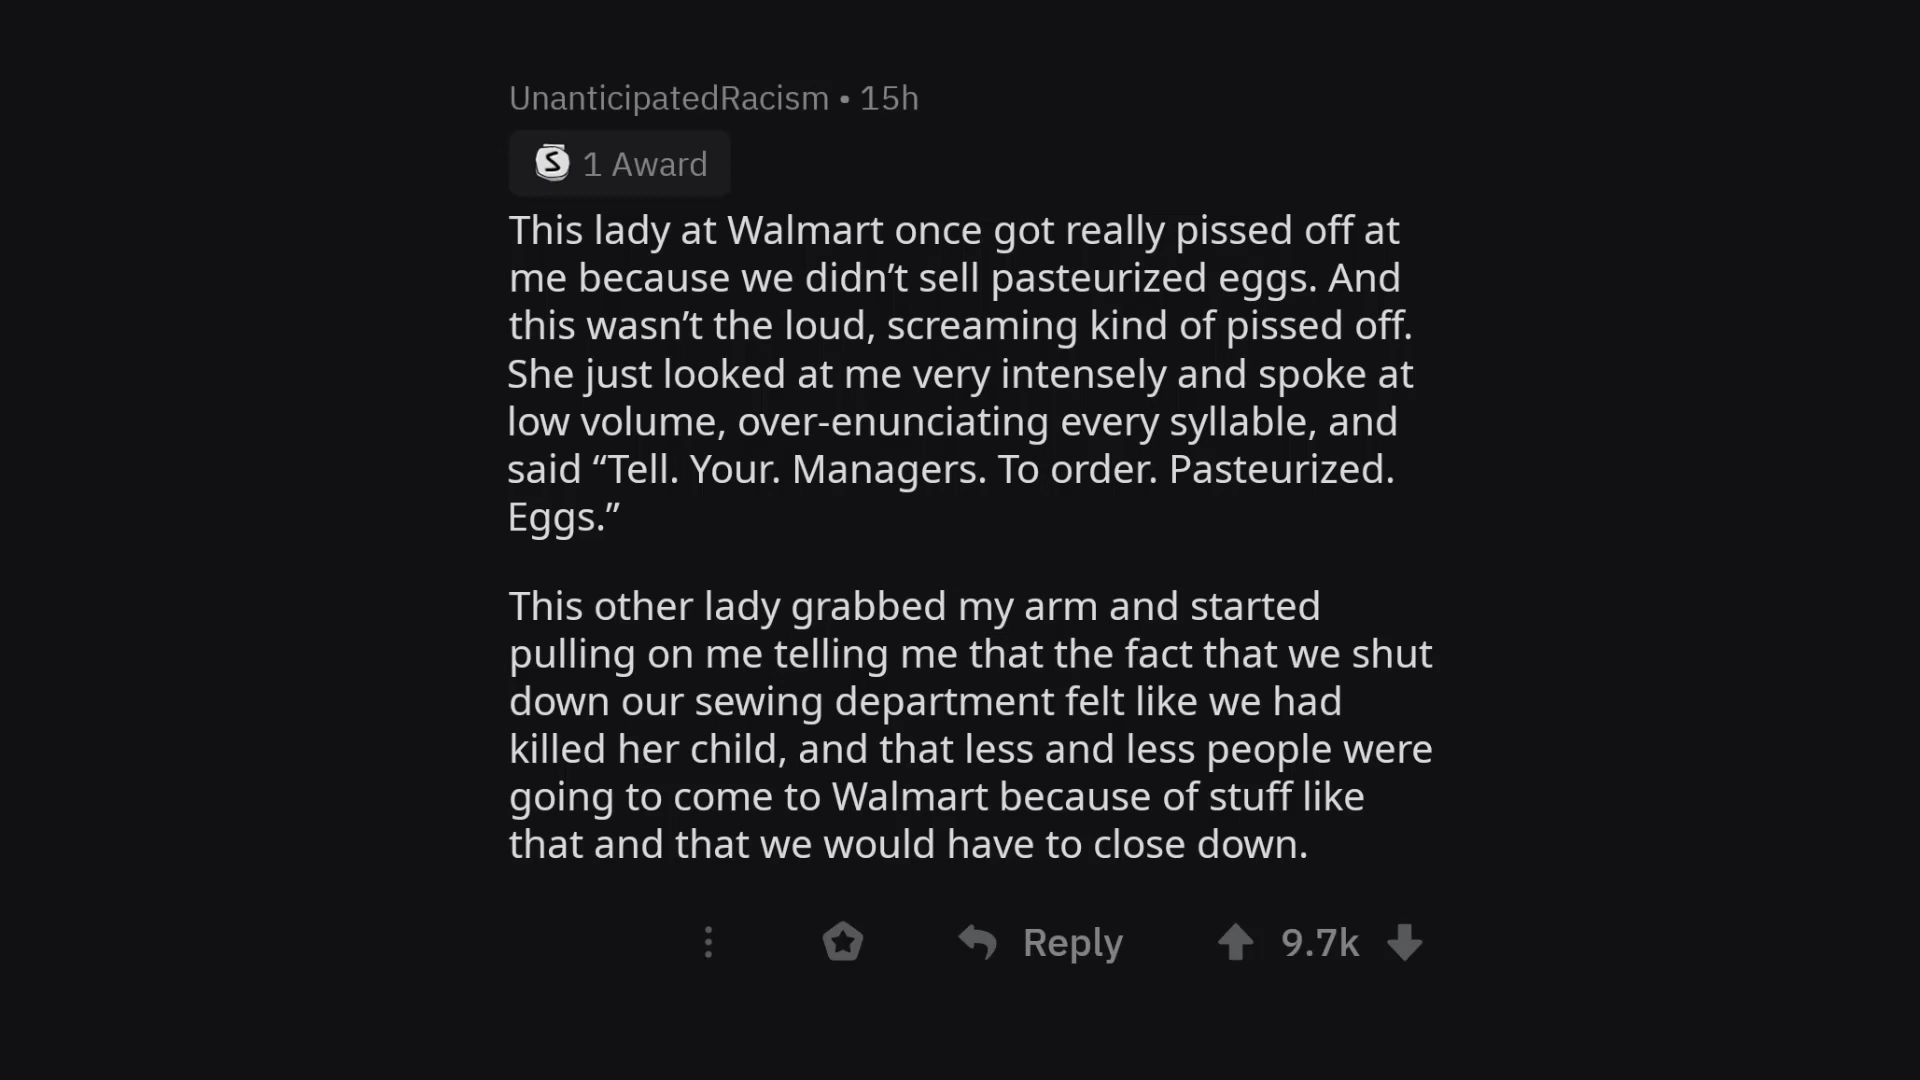 UnanticipatedRacism • 15h
S 1 Award
This lady at Walmart once got really pissed off at
me because we didn’t sell pasteurized eggs. And
this wasn’t the loud, screaming kind of pissed off.
She just looked at me very intensely and spoke at
low volume, over-enunciating every syllable, and
said “Tell. Your. Managers. To order. Pasteurized.
Eggs.”
This other lady grabbed my arm and started
pulling on me telling me that the fact that we shut
down our sewing department felt like we had
killed her child, and that less and less people were
going to come to Walmart because of stuff like
that and that we would have to close down.
Reply 9.7k